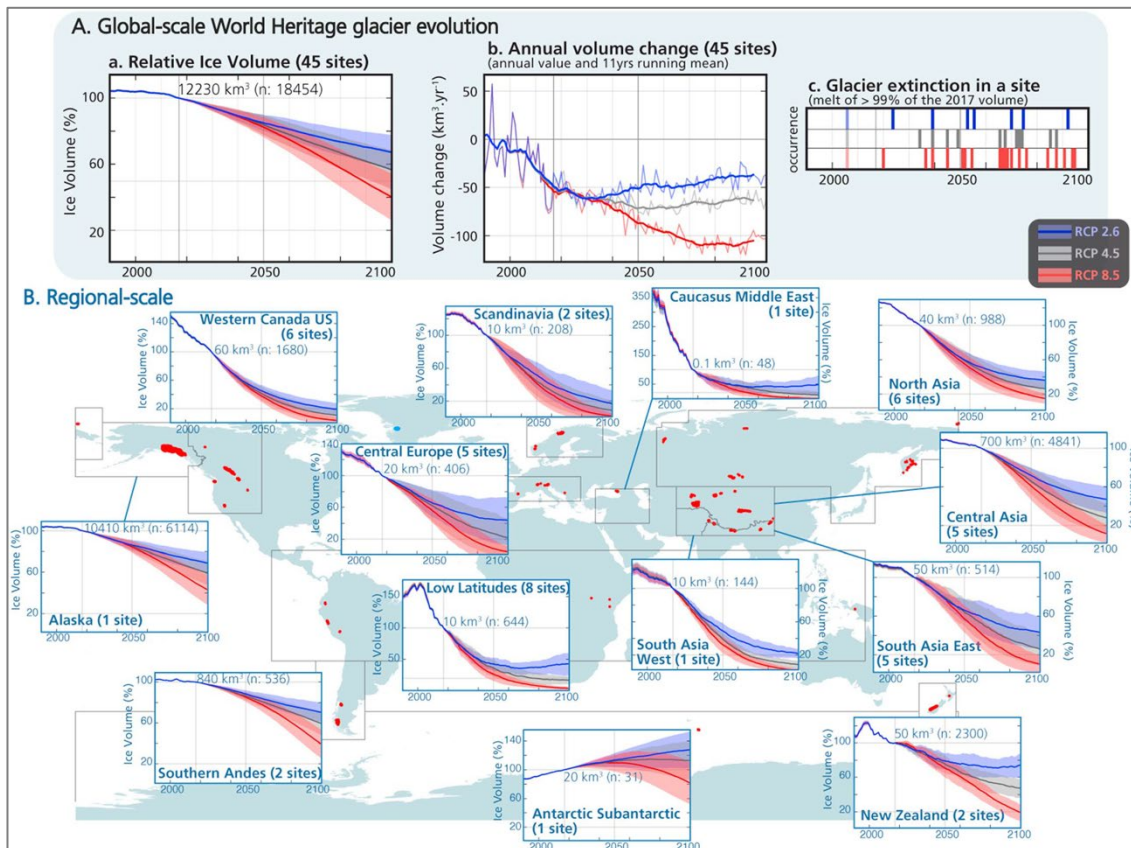 A. Global-scale World Heritage glacier evolution
a. Relative Ice Volume (45 sites)
12230 km³ (n: 18454)
Ice Volume (%)
100
60
20
2000
2050
2100
b. Annual volume change (45 sites)
(annual value and 11yrs running mean)
Volume change (km³.yr⁻¹)
50
0
-50
-100
2000
2050
2100
c. Glacier extinction in a site
(melt of > 99% of the 2017 volume)
occurrence
2000
2050
2100
RCP 2.6
RCP 4.5
RCP 8.5
B. Regional-scale
Western Canada US
(6 sites)
60 km³ (n: 1680)
Ice Volume (%)
150
100
50
0
2000
2050
2100
Scandinavia (2 sites)
10 km³ (n: 208)
Ice Volume (%)
100
60
20
2000
2050
2100
Caucasus Middle East
(1 site)
0.1 km³ (n: 48)
Ice Volume (%)
350
250
150
50
2000
2050
2100
40 km³ (n: 988)
North Asia
(6 sites)
Ice Volume (%)
100
60
20
2000
2050
2100
Central Europe (5 sites)
20 km³ (n: 406)
Ice Volume (%)
140
100
60
20
2000
2050
2100
700 km³ (n: 4841)
Central Asia
(5 sites)
100
60
20
2000
2050
2100
10410 km³ (n: 6114)
Alaska (1 site)
Ice Volume (%)
100
60
20
2000
2050
2100
Low Latitudes (8 sites)
10 km³ (n: 644)
Ice Volume (%)
150
100
50
2000
2050
2100
10 km³ (n: 144)
South Asia
West (1 site)
Ice Volume (%)
100
60
20
2000
2050
2100
50 km³ (n: 514)
South Asia East
(5 sites)
Ice Volume (%)
100
60
20
2000
2050
2100
840 km³ (n: 536)
Southern Andes (2 sites)
Ice Volume (%)
100
60
20
2000
2050
2100
20 km³ (n: 31)
Antarctic Subantarctic
(1 site)
Ice Volume (%)
140
100
60
20
2000
2050
2100
50 km³ (n: 2300)
New Zealand (2 sites)
Ice Volume (%)
100
60
20
2000
2050
2100